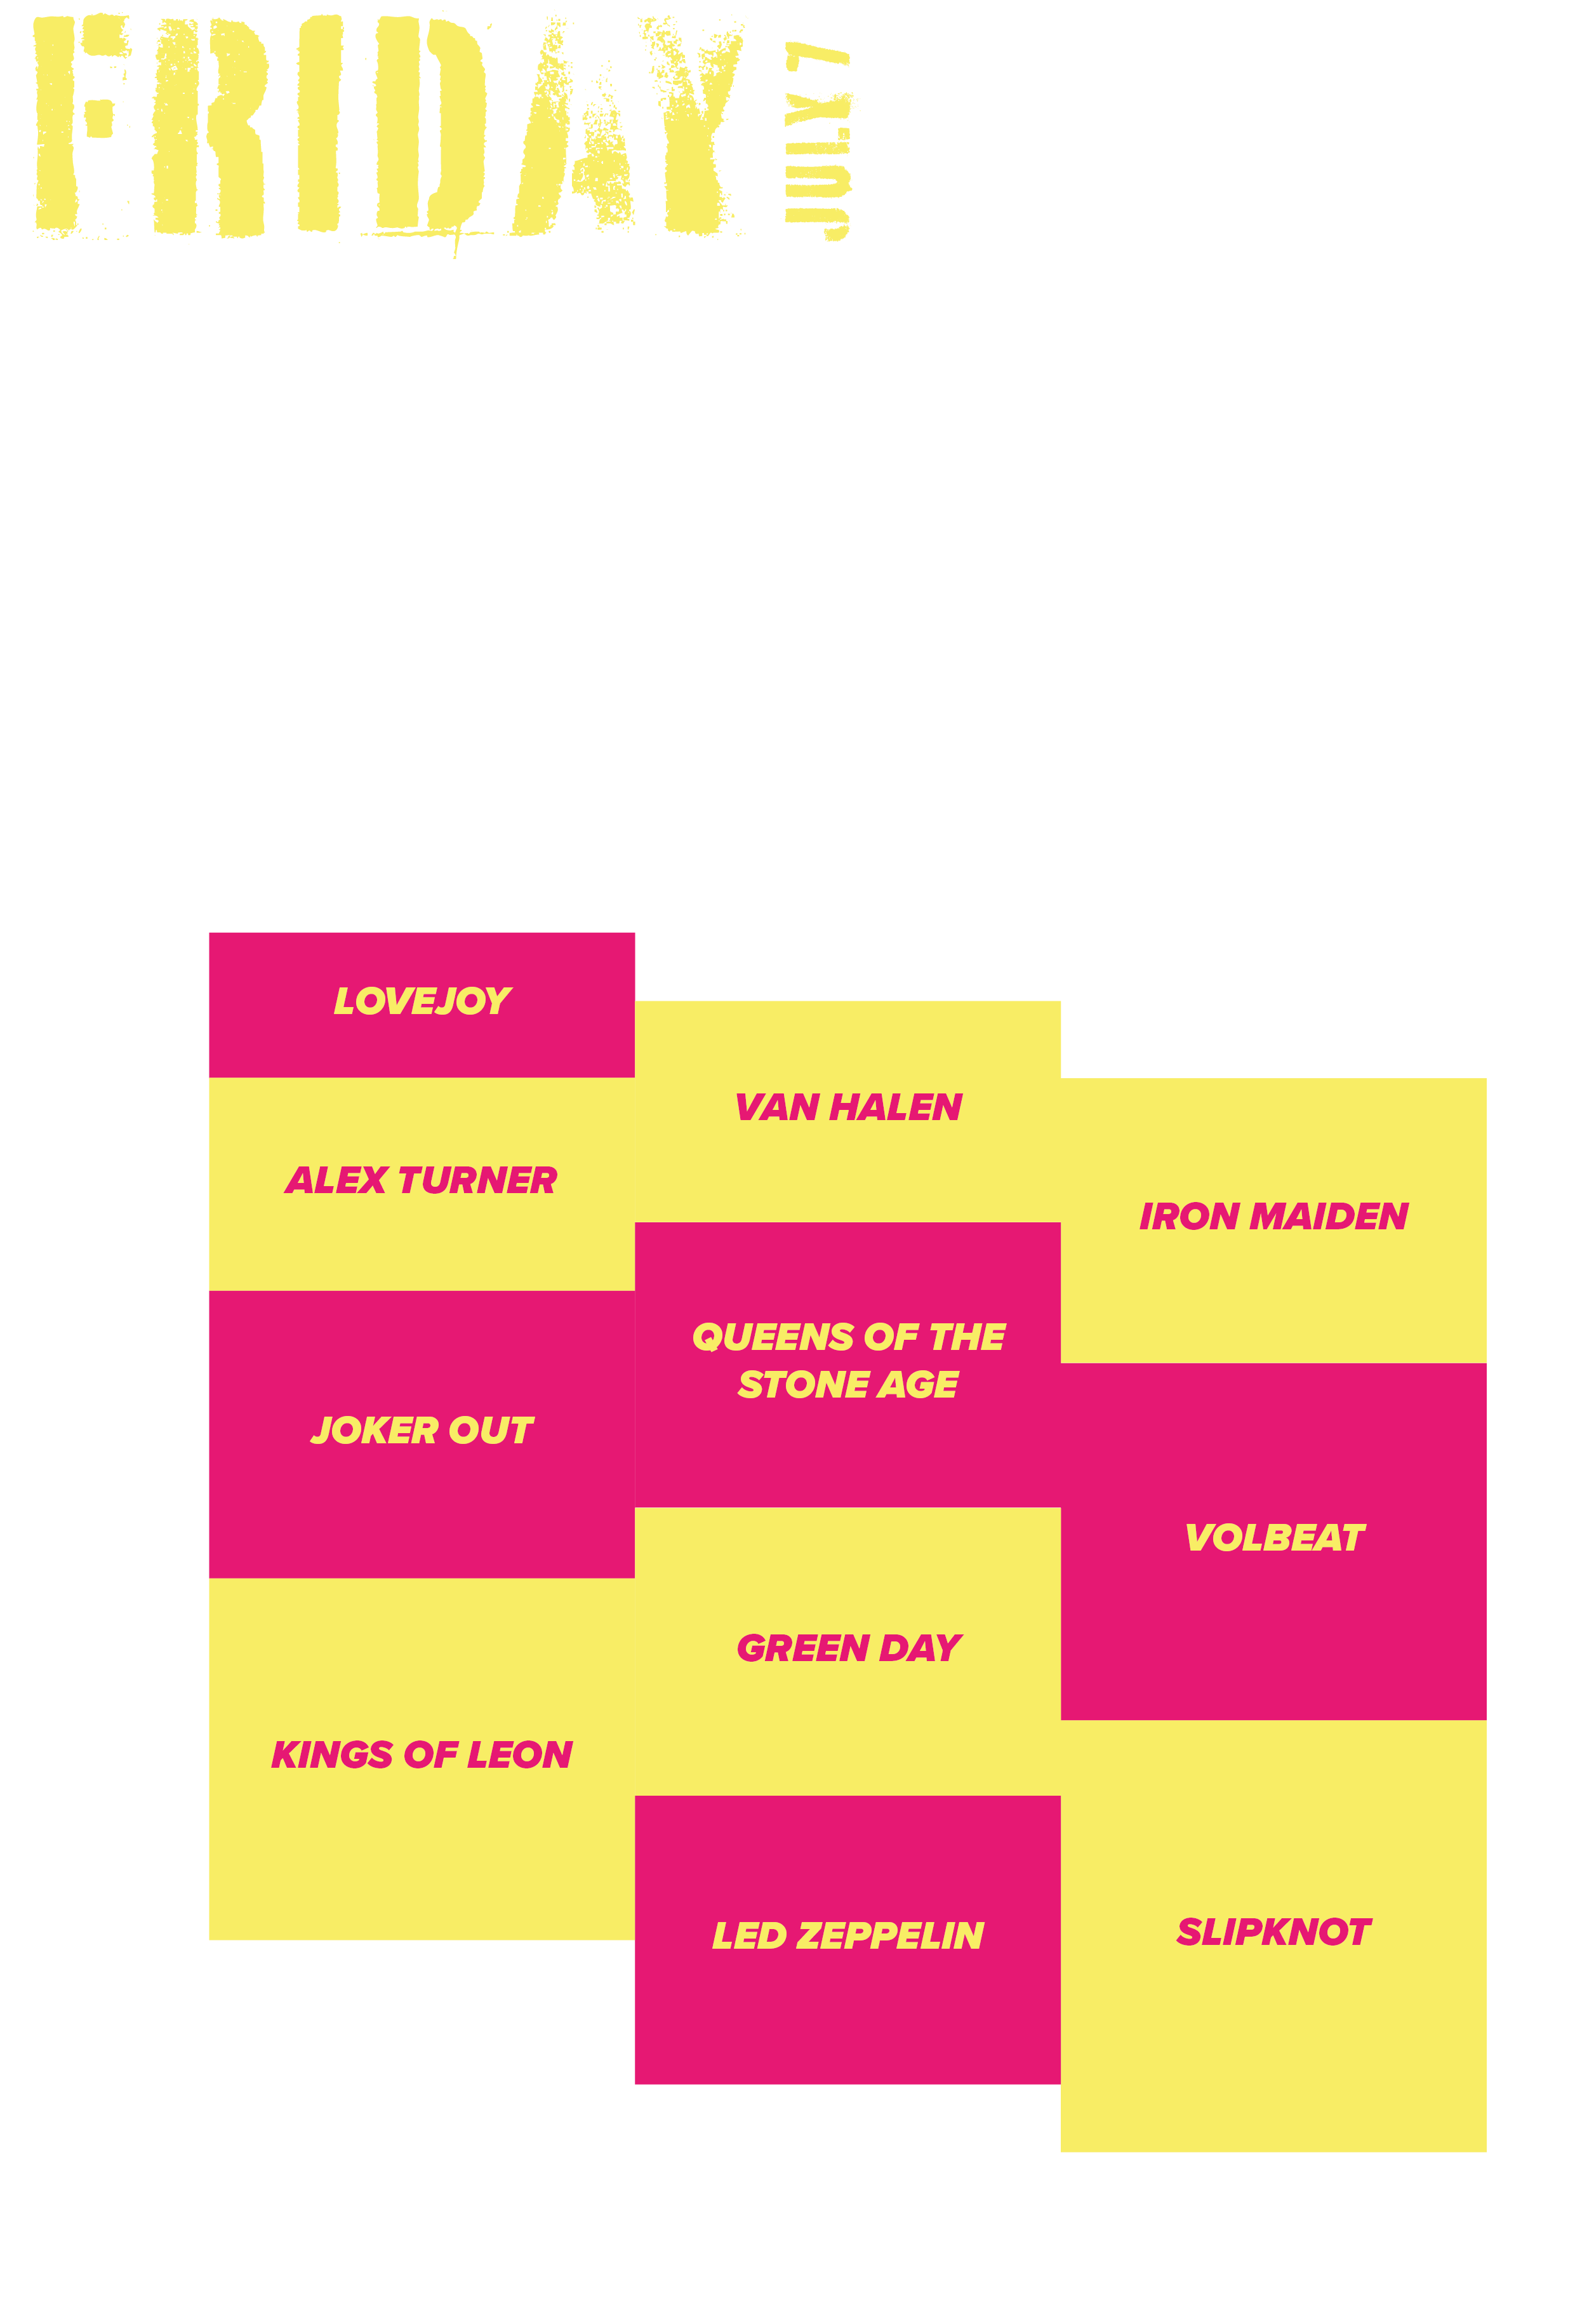 FRIDAY
JULY 7
LOVEJOY
ALEX TURNER
JOKER OUT
KINGS OF LEON
VAN HALEN
QUEENS OF THE
STONE AGE
GREEN DAY
LED ZEPPELIN
IRON MAIDEN
VOLBEAT
SLIPKNOT